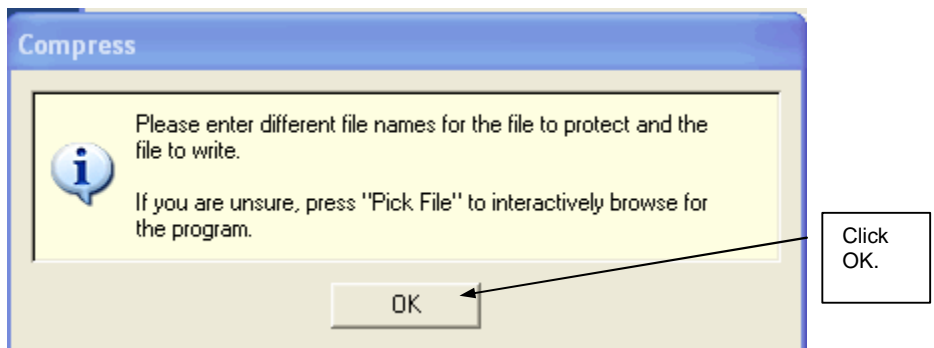 Compress
Please enter different file names for the file to protect and the
file to write.
If you are unsure, press "Pick File" to interactively browse for
the program.
OK
Click
OK.